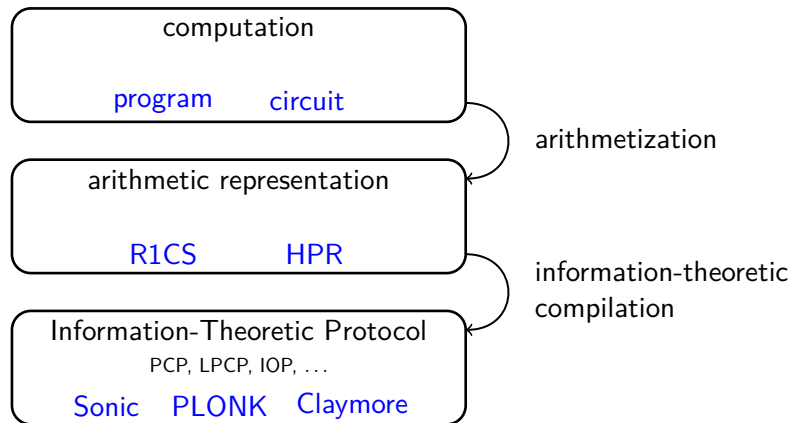 computation
program circuit
arithmetization
arithmetic representation
R1CS HPR
information-theoretic
compilation
Information-Theoretic Protocol
PCP, LPCP, IOP, ...
Sonic PLONK Claymore